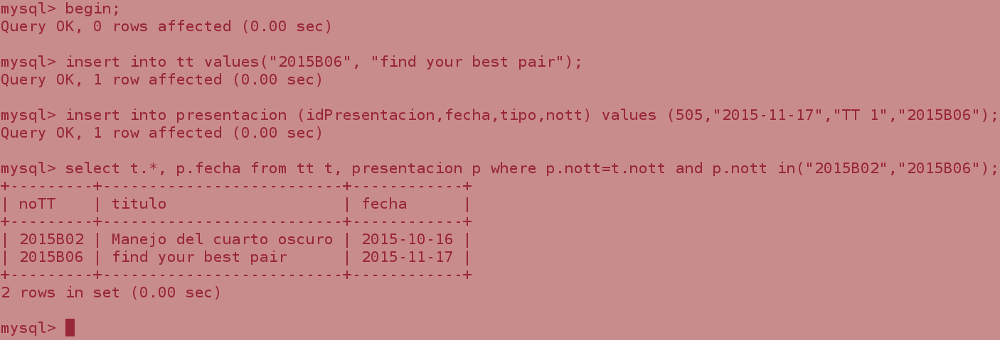 mysql> begin;
Query OK, 0 rows affected (0.00 sec)

mysql> insert into tt values("2015B06", "find your best pair");
Query OK, 1 row affected (0.00 sec)

mysql> insert into presentacion (idPresentacion,fecha,tipo,nott) values (505,"2015-11-17","TT 1","2015B06");
Query OK, 1 row affected (0.00 sec)

mysql> select t.*, p.fecha from tt t, presentacion p where p.nott=t.nott and p.nott in("2015B02","2015B06");
+---------+--------------------------+------------+
| noTT    | titulo                   | fecha      |
+---------+--------------------------+------------+
| 2015B02 | Manejo del cuarto oscuro | 2015-10-16 |
| 2015B06 | find your best pair      | 2015-11-17 |
+---------+--------------------------+------------+
2 rows in set (0.00 sec)

mysql>